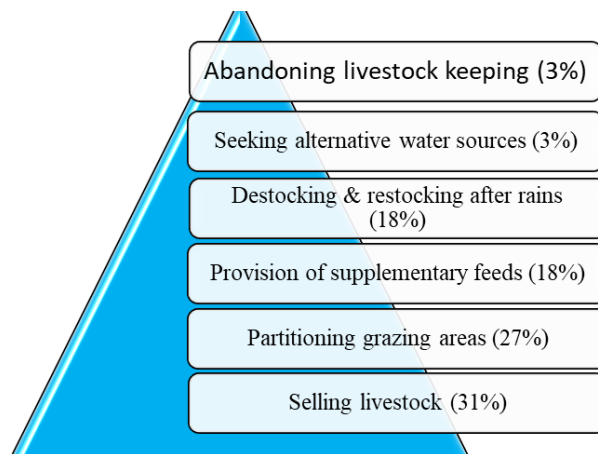 Abandoning livestock keeping (3%)
Seeking alternative water sources (3%)
Destocking & restocking after rains
(18%)
Provision of supplementary feeds (18%)
Partitioning grazing areas (27%)
Selling livestock (31%)